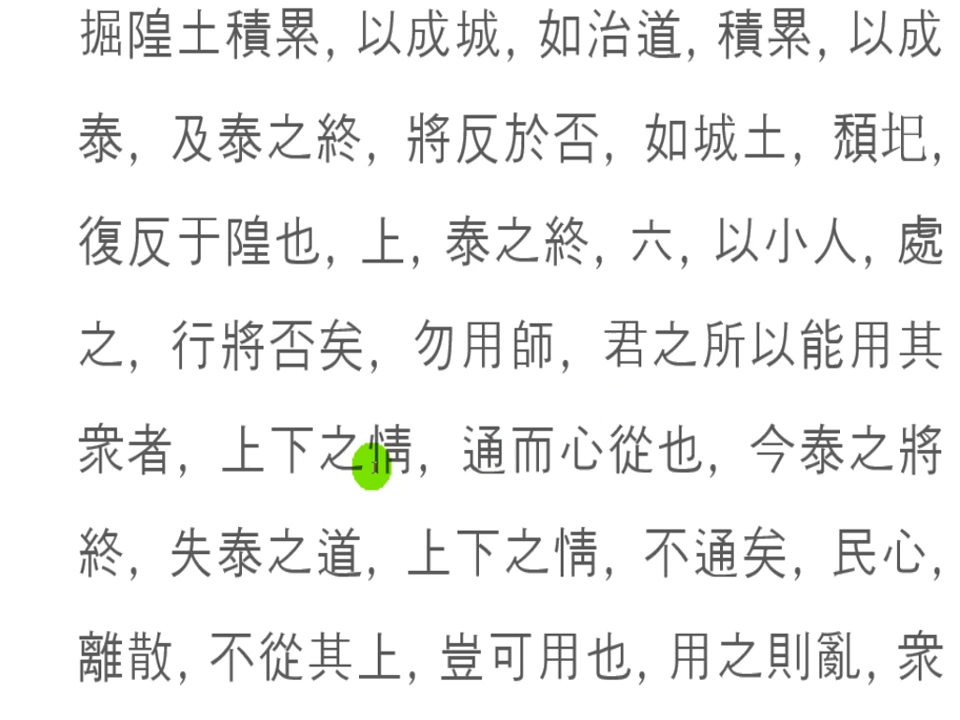 掘隍土積累, 以成城, 如治道, 積累, 以成
泰, 及泰之終, 將反於否, 如城土, 頹圯,
復反于隍也, 上, 泰之終, 六, 以小人, 處
之, 行將否矣, 勿用師, 君之所以能用其
衆者, 上下之情, 通而心從也, 今泰之將
終, 失泰之道, 上下之情, 不通矣, 民心,
離散, 不從其上, 豈可用也, 用之則亂, 衆